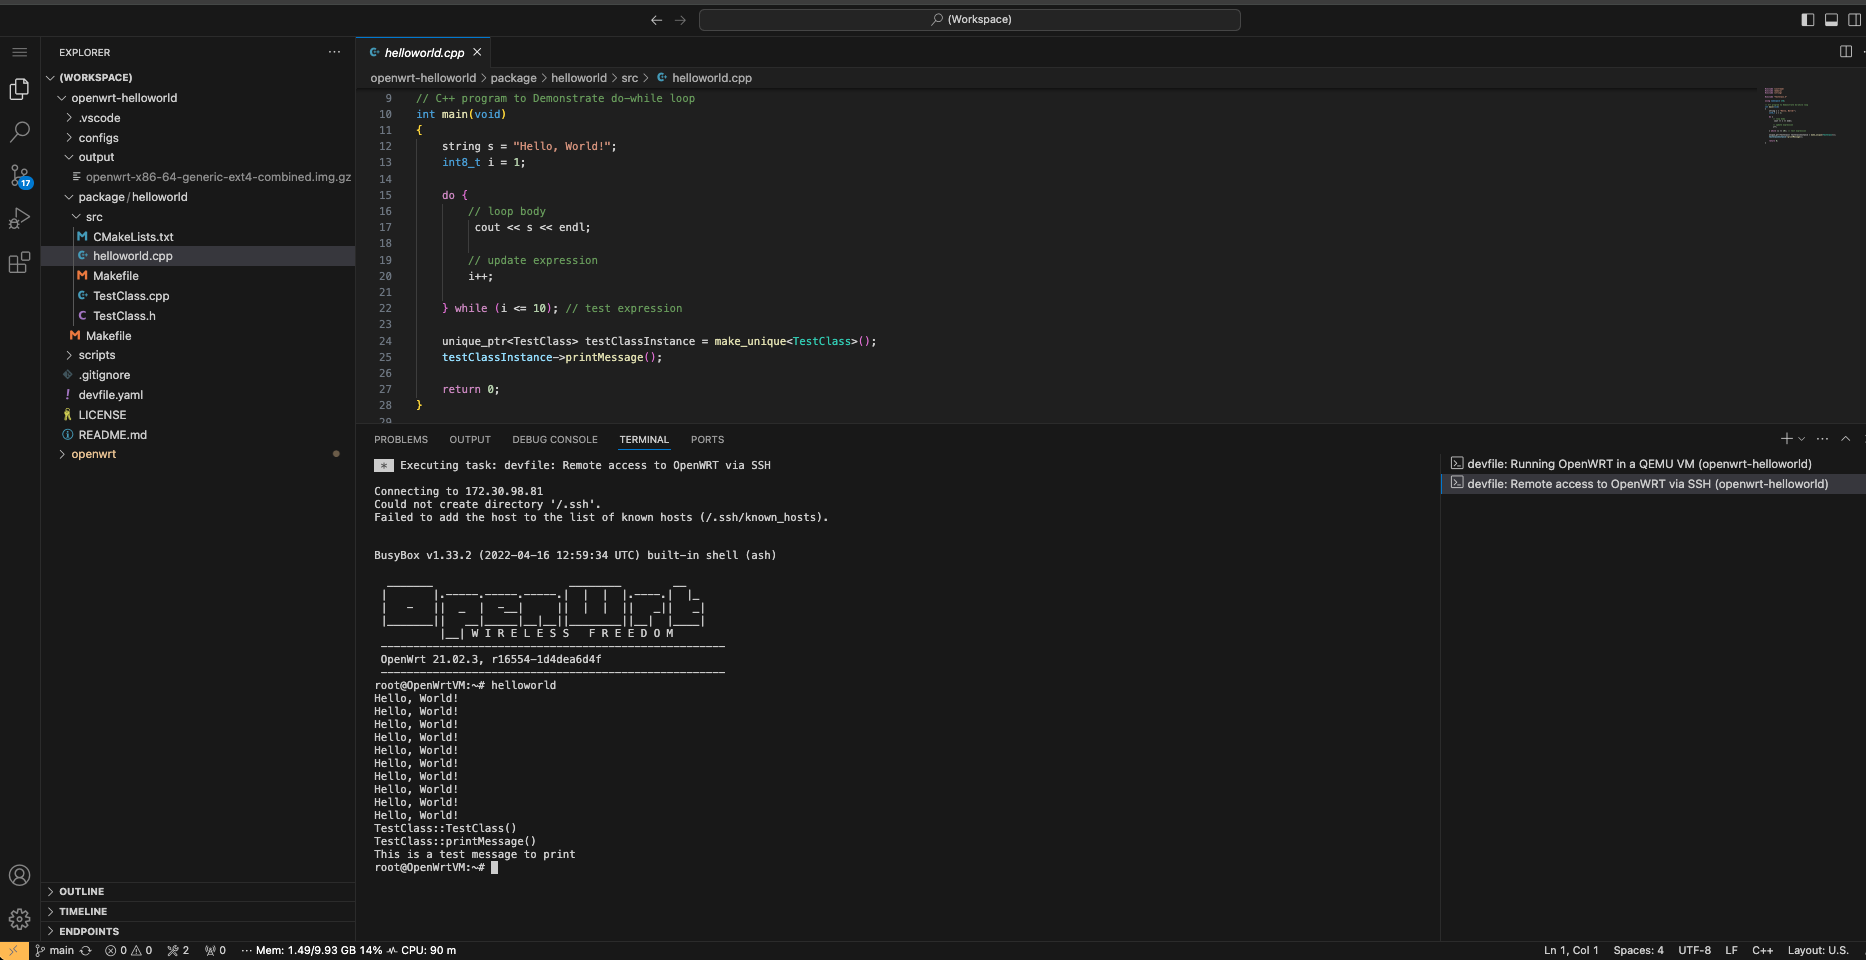 (Workspace)
EXPLORER
(WORKSPACE)
openwrt-helloworld
.vscode
configs
output
openwrt-x86-64-generic-ext4-combined.img.gz
package/helloworld
src
CMakeLists.txt
helloworld.cpp
Makefile
TestClass.cpp
TestClass.h
Makefile
scripts
.gitignore
devfile.yaml
LICENSE
README.md
openwrt
17
OUTLINE
TIMELINE
ENDPOINTS
helloworld.cpp
openwrt-helloworld > package > helloworld > src > helloworld.cpp
9 // C++ program to Demonstrate do-while loop
10 int main(void)
11 {
12 string s = "Hello, World!";
13 int8_t i = 1;
14
15 do {
16 // loop body
17 cout << s << endl;
18
19 // update expression
20 i++;
21
22 } while (i <= 10); // test expression
23
24 unique_ptr<TestClass> testClassInstance = make_unique<TestClass>();
25 testClassInstance->printMessage();
26
27 return 0;
28 }
29
PROBLEMS OUTPUT DEBUG CONSOLE TERMINAL PORTS
* Executing task: devfile: Remote access to OpenWRT via SSH
Connecting to 172.30.98.81
Could not create directory '/.ssh'.
Failed to add the host to the list of known hosts (/.ssh/known_hosts).
BusyBox v1.33.2 (2022-04-16 12:59:34 UTC) built-in shell (ash)
OpenWrt
W I R E L E S S F R E E D O M
OpenWrt 21.02.3, r16554-1d4dea6d4f
root@OpenWrtVM:~# helloworld
Hello, World!
Hello, World!
Hello, World!
Hello, World!
Hello, World!
Hello, World!
Hello, World!
Hello, World!
Hello, World!
Hello, World!
TestClass::TestClass()
TestClass::printMessage()
This is a test message to print
root@OpenWrtVM:~#
devfile: Running OpenWRT in a QEMU VM (openwrt-helloworld)
devfile: Remote access to OpenWRT via SSH (openwrt-helloworld)
main 0 0 2 0 ··· Mem: 1.49/9.93 GB 14% CPU: 90 m
Ln 1, Col 1 Spaces: 4 UTF-8 LF C++ Layout: U.S.